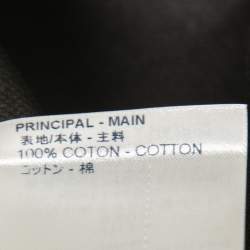 PRINCIPAL - MAIN
表地/本体 - 主料
100% COTON - COTTON
コットン - 棉